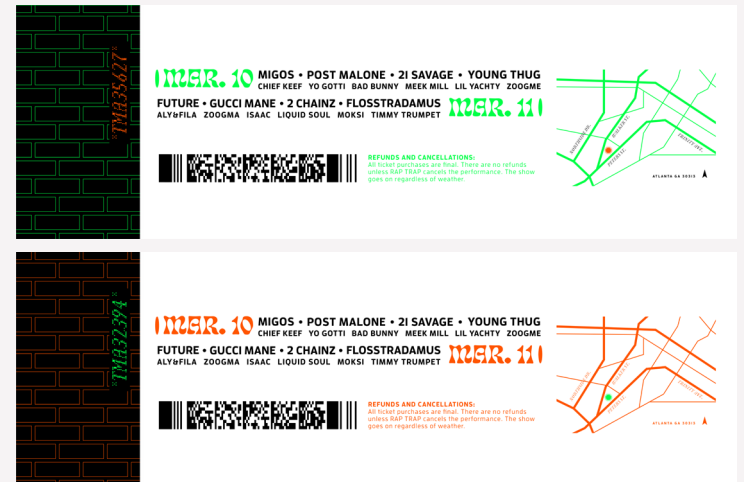 *TMA35627*
MAR. 10 MIGOS • POST MALONE • 21 SAVAGE • YOUNG THUG
CHIEF KEEF YO GOTTI BAD BUNNY MEEK MILL LIL YACHTY ZOOGME
FUTURE • GUCCI MANE • 2 CHAINZ • FLOSSTRADAMUS MAR. 11
ALY&FILA ZOOGMA ISAAC LIQUID SOUL MOKSI TIMMY TRUMPET
REFUNDS AND CANCELLATIONS:
All ticket purchases are final. There are no refunds
unless RAP TRAP cancels the performance. The show
goes on regardless of weather.
ATLANTA GA 30315
*TMA32394*
MAR. 10 MIGOS • POST MALONE • 21 SAVAGE • YOUNG THUG
CHIEF KEEF YO GOTTI BAD BUNNY MEEK MILL LIL YACHTY ZOOGME
FUTURE • GUCCI MANE • 2 CHAINZ • FLOSSTRADAMUS MAR. 11
ALY&FILA ZOOGMA ISAAC LIQUID SOUL MOKSI TIMMY TRUMPET
REFUNDS AND CANCELLATIONS:
All ticket purchases are final. There are no refunds
unless RAP TRAP cancels the performance. The show
goes on regardless of weather.
ATLANTA GA 30315